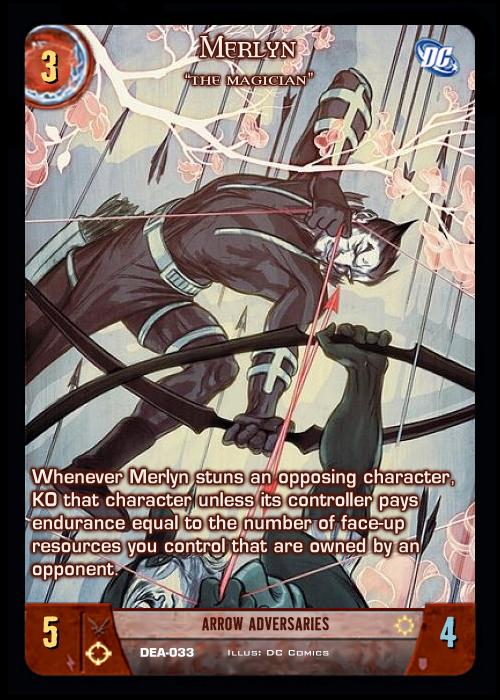 3
MERLYN
DC
"THE MAGICIAN"
Whenever Merlyn stuns an opposing character,
KO that character unless its controller pays
endurance equal to the number of face-up
resources you control that are owned by an
opponent.
5
ARROW ADVERSARIES
4
DEA-033
ILLUS: DC COMICS